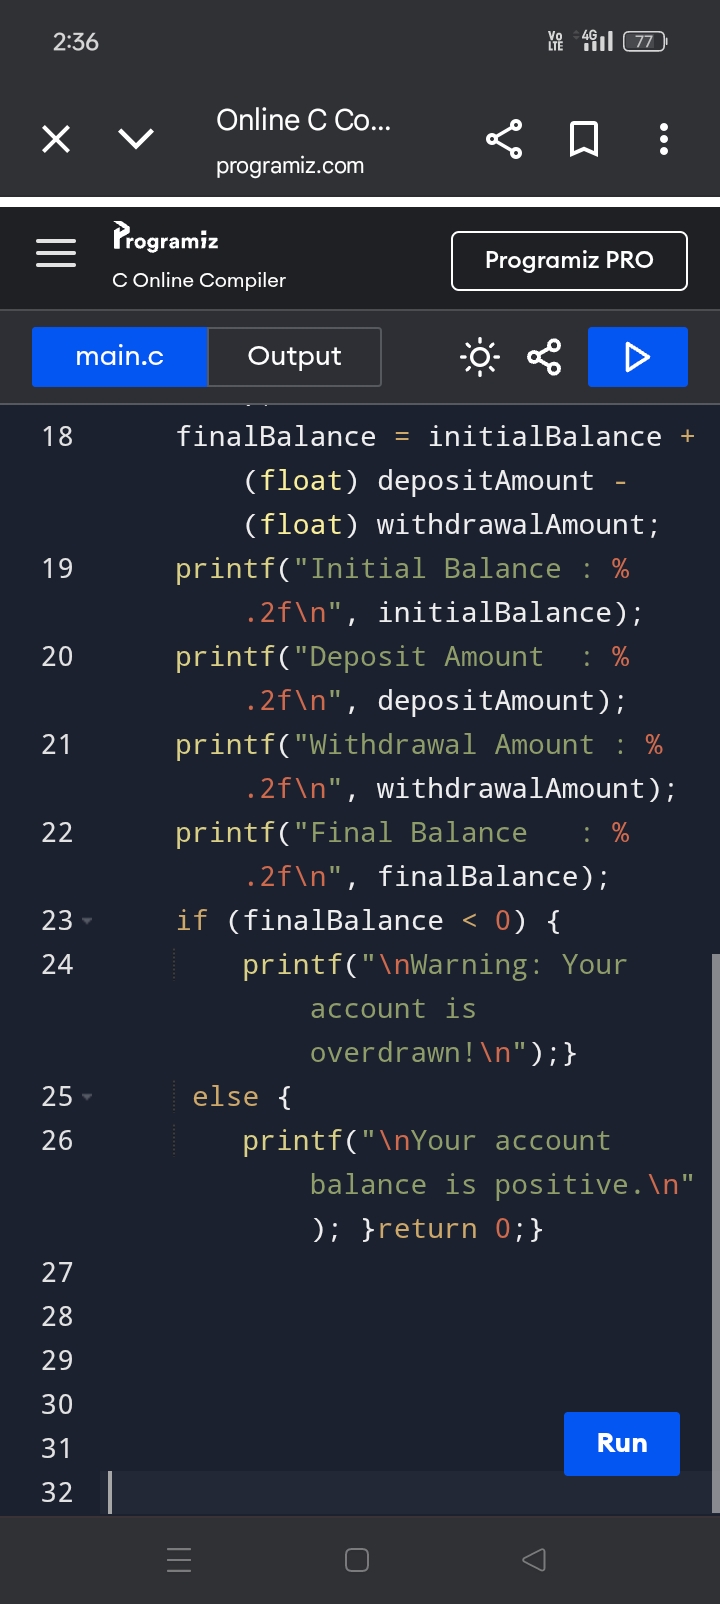 2:36
Vo LTE 4G 77
Online C Co...
programiz.com
Programiz
C Online Compiler
Programiz PRO
main.c
Output
18 finalBalance = initialBalance +
(float) depositAmount -
(float) withdrawalAmount;
19 printf("Initial Balance : %
.2f\n", initialBalance);
20 printf("Deposit Amount  : %
.2f\n", depositAmount);
21 printf("Withdrawal Amount : %
.2f\n", withdrawalAmount);
22 printf("Final Balance   : %
.2f\n", finalBalance);
23 if (finalBalance < 0) {
24 printf("\nWarning: Your
account is
overdrawn!\n");}
25 else {
26 printf("\nYour account
balance is positive.\n"
); }return 0;}
27
28
29
30
31
Run
32